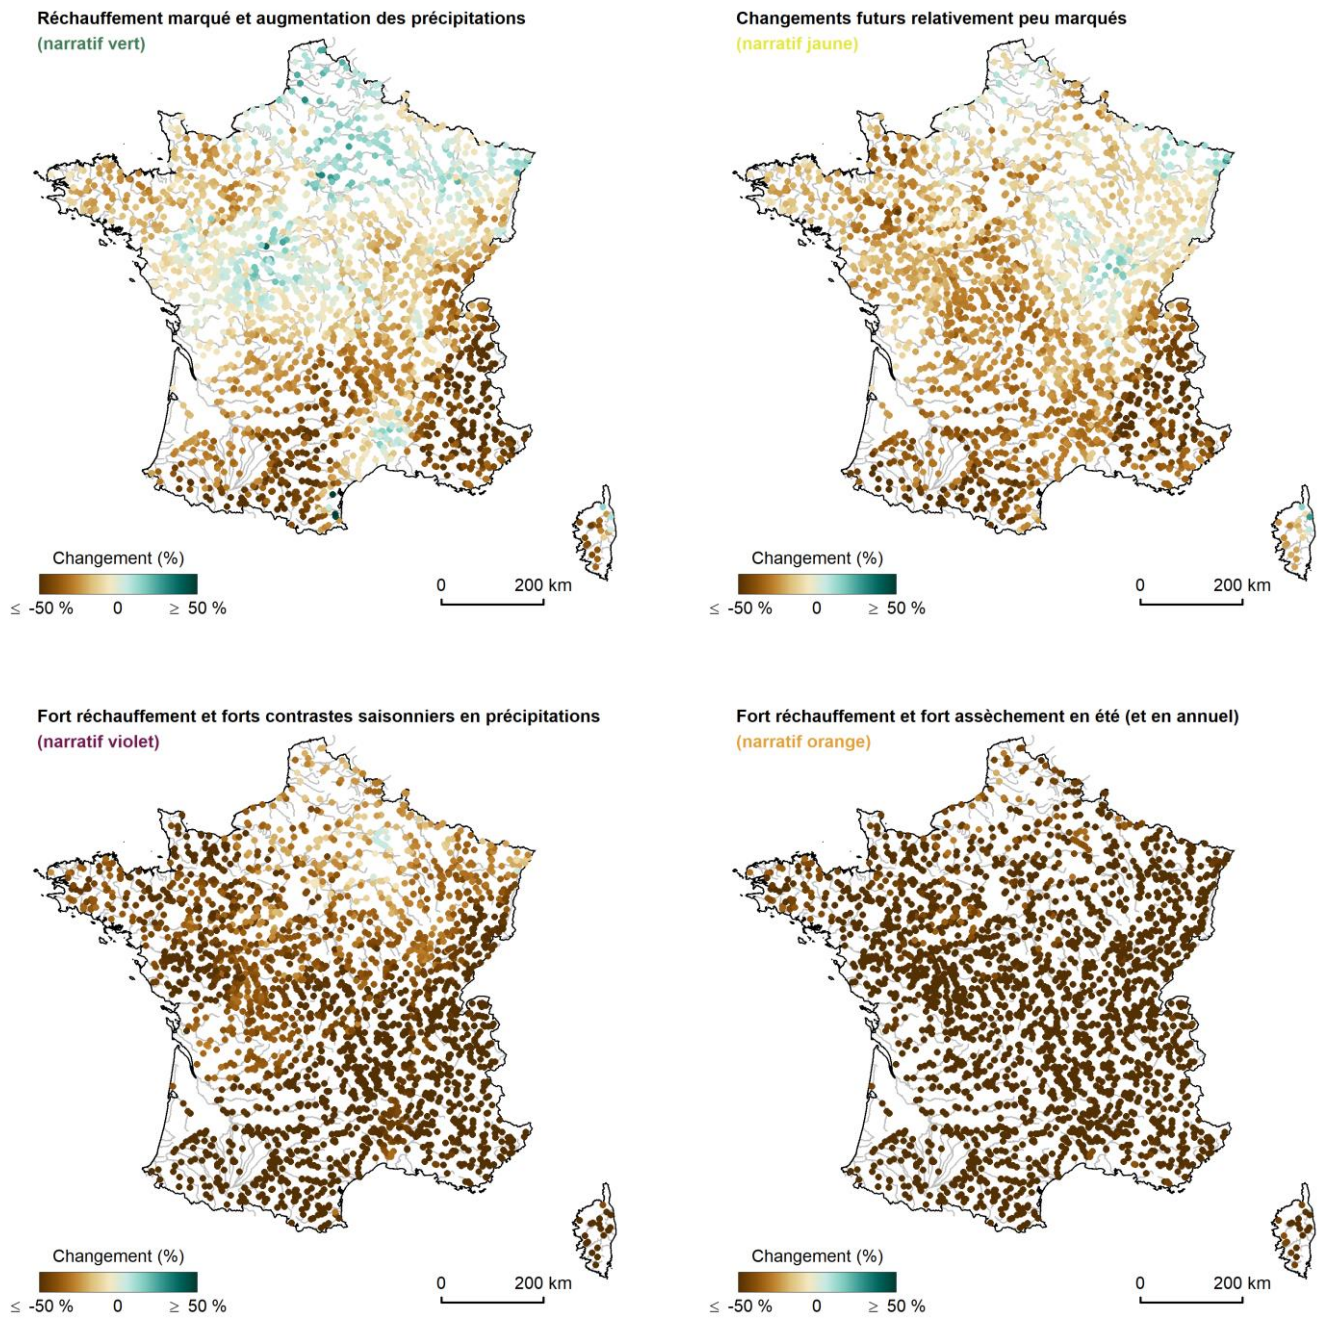 Réchauffement marqué et augmentation des précipitations
(narratif vert)
Changement (%)
≤ -50 % 0 ≥ 50 %
0 200 km
Changements futurs relativement peu marqués
(narratif jaune)
Changement (%)
≤ -50 % 0 ≥ 50 %
0 200 km
Fort réchauffement et forts contrastes saisonniers en précipitations
(narratif violet)
Changement (%)
≤ -50 % 0 ≥ 50 %
0 200 km
Fort réchauffement et fort assèchement en été (et en annuel)
(narratif orange)
Changement (%)
≤ -50 % 0 ≥ 50 %
0 200 km